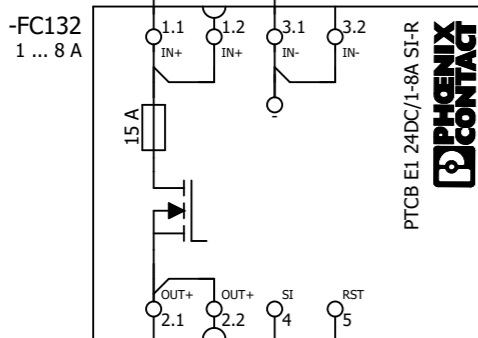 -FC132
1 ... 8 A
1.1
1.2
3.1
3.2
IN+
IN+
IN-
IN-
-
15 A
PTCB E1 24DC/1-8A SI-R
PHŒNIX
CONTACT
OUT+
OUT+
SI
RST
2.1
2.2
4
5